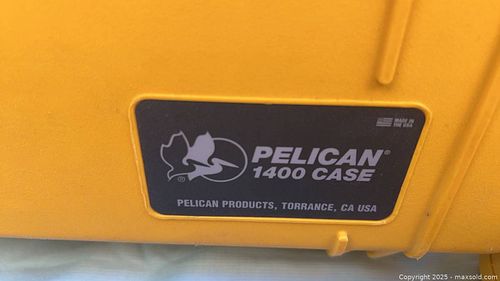 MADE IN
THE USA
PELICAN®
1400 CASE
®
PELICAN PRODUCTS, TORRANCE, CA USA
Copyright 2025 - maxsold.com